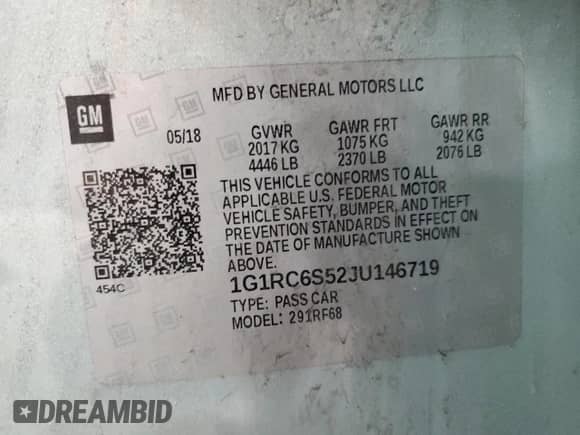 MFD BY GENERAL MOTORS LLC
GM
05/18 GVWR GAWR FRT GAWR RR
2017 KG 1075 KG 942 KG
4446 LB 2370 LB 2076 LB
THIS VEHICLE CONFORMS TO ALL
APPLICABLE U.S. FEDERAL MOTOR
VEHICLE SAFETY, BUMPER, AND THEFT
PREVENTION STANDARDS IN EFFECT ON
THE DATE OF MANUFACTURE SHOWN
ABOVE.
454C
1G1RC6S52JU146719
TYPE: PASS CAR
MODEL: 291RF68
DREAMBID